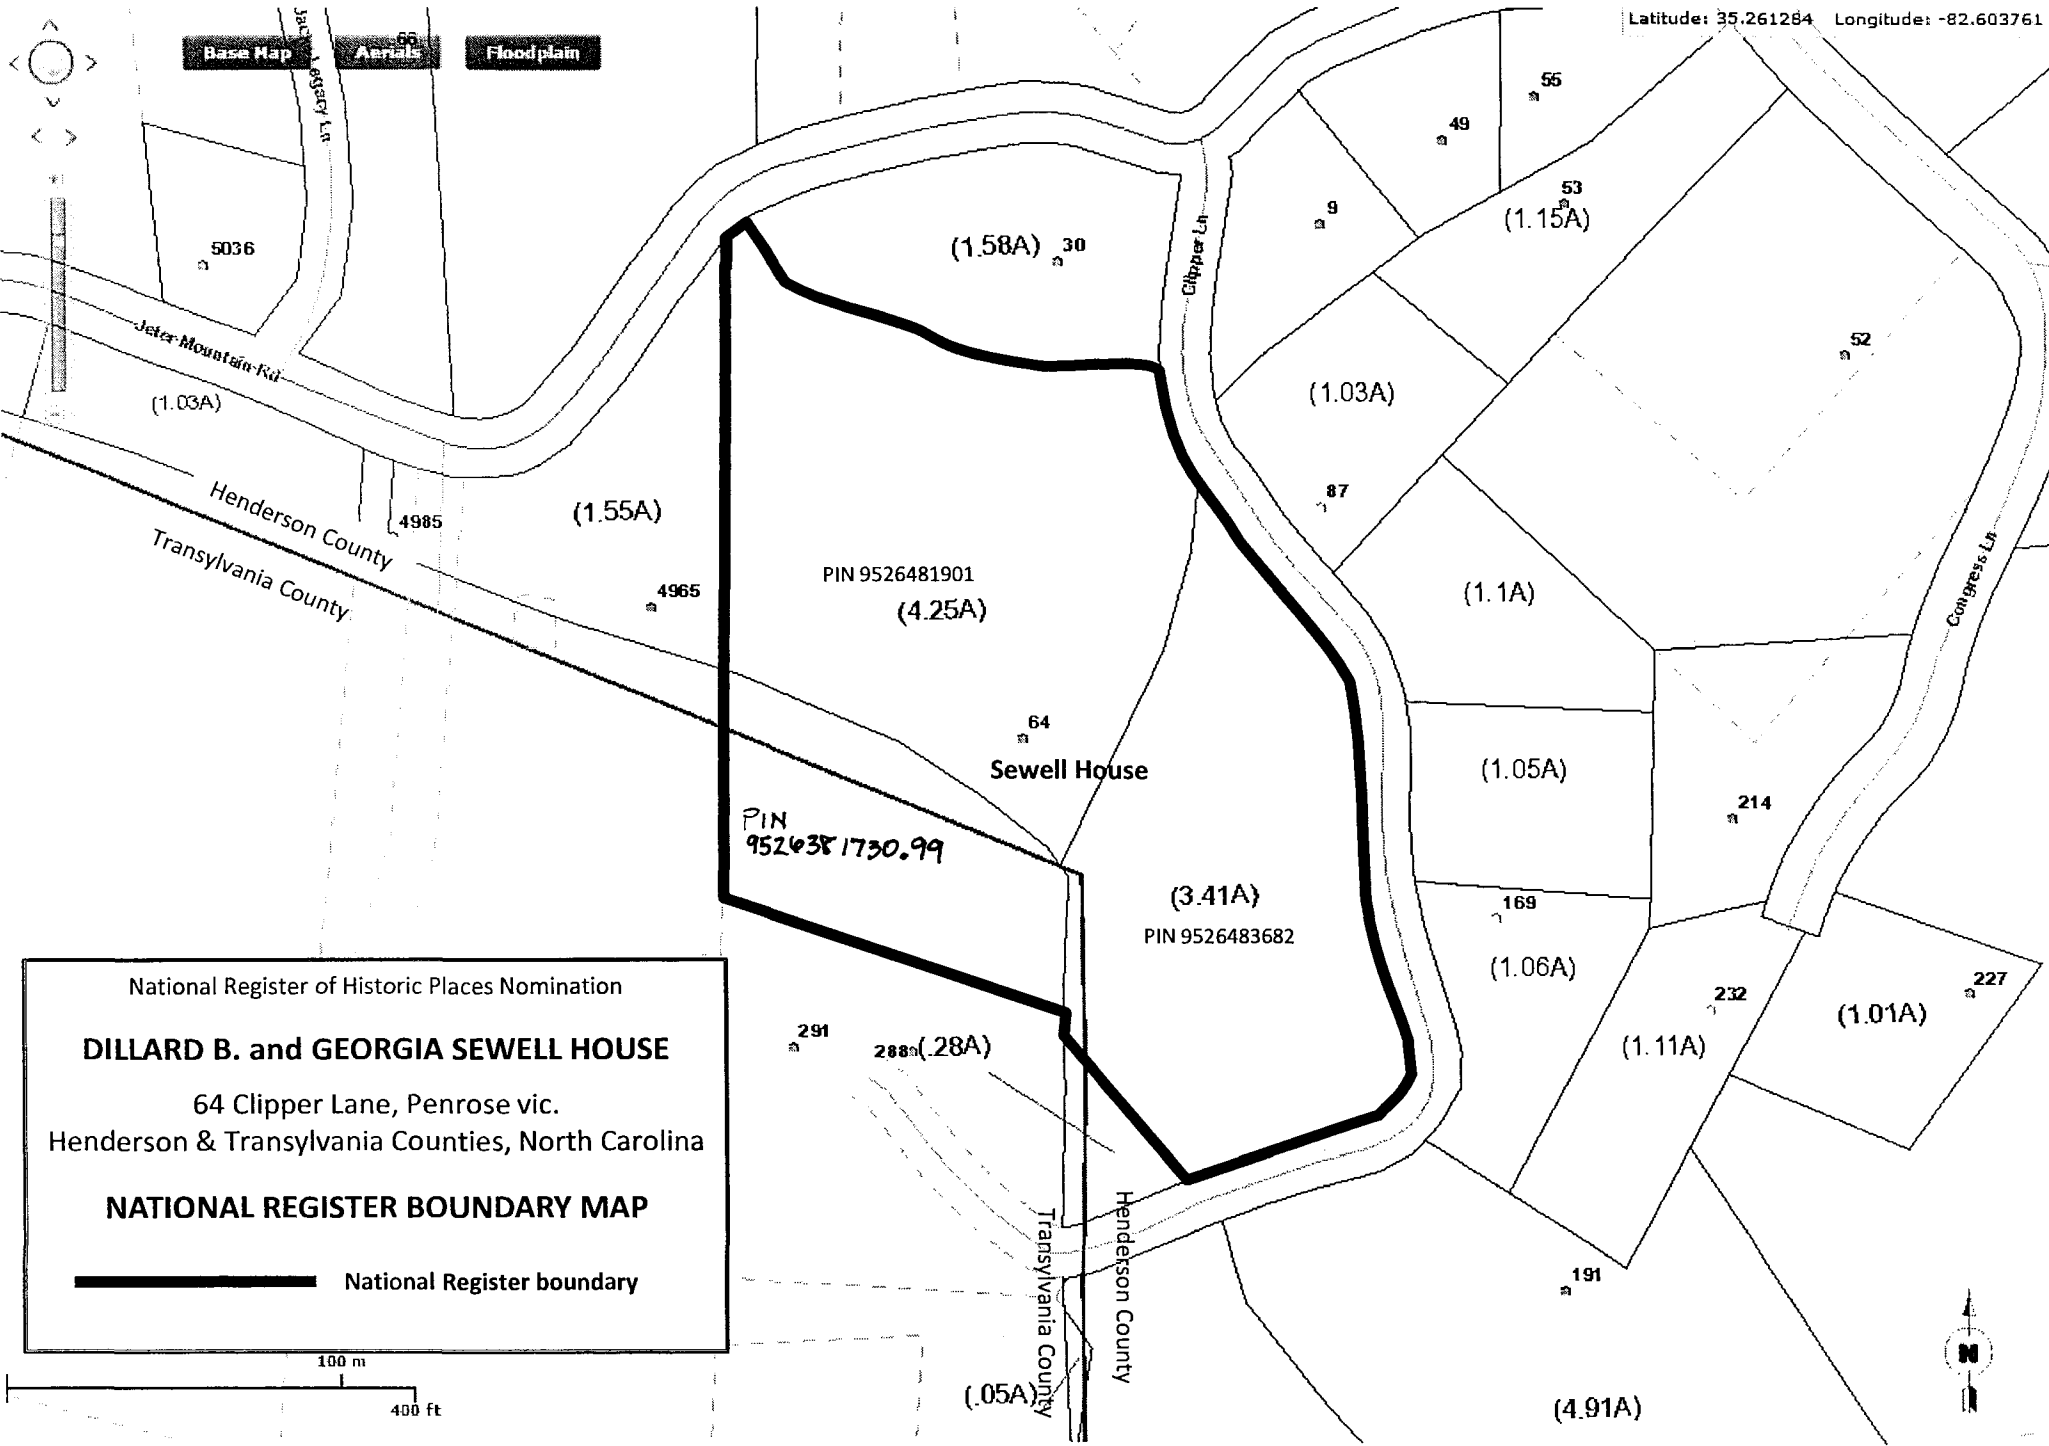 Latitude: 35.261284 Longitude: -82.603761
Base Map
Aerials
Floodplain
66
Legacy Ln
55
49
53
(1.15A)
9
5036
(1.58A) 30
Clipper Ln
Jeter Mountain Rd
(1.03A)
52
(1.03A)
87
Henderson County
Transylvania County
4985
(1.55A)
4965
PIN 9526481901
(4.25A)
(1.1A)
Congress Ln
64
Sewell House
(1.05A)
214
PIN
9526381730.99
(3.41A)
PIN 9526483682
169
(1.06A)
232
(1.11A)
227
(1.01A)
291
288 (.28A)
National Register of Historic Places Nomination
DILLARD B. and GEORGIA SEWELL HOUSE
64 Clipper Lane, Penrose vic.
Henderson & Transylvania Counties, North Carolina
NATIONAL REGISTER BOUNDARY MAP
National Register boundary
Transylvania County
Henderson County
191
(.05A)
(4.91A)
N
100 m
400 ft